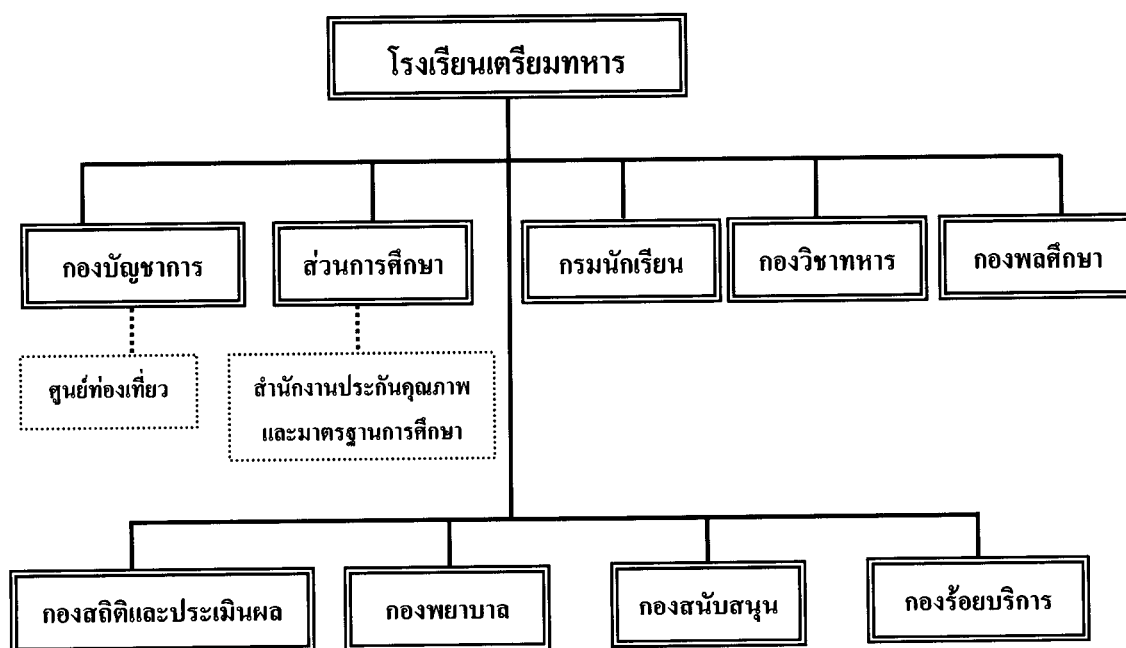 โรงเรียนเตรียมทหาร
กองบัญชาการ
ส่วนการศึกษา
กรมนักเรียน
กองวิชาทหาร
กองพลศึกษา
ศูนย์ท่องเที่ยว
สำนักงานประกันคุณภาพ
และมาตรฐานการศึกษา
กองสถิติและประเมินผล
กองพยาบาล
กองสนับสนุน
กองร้อยบริการ